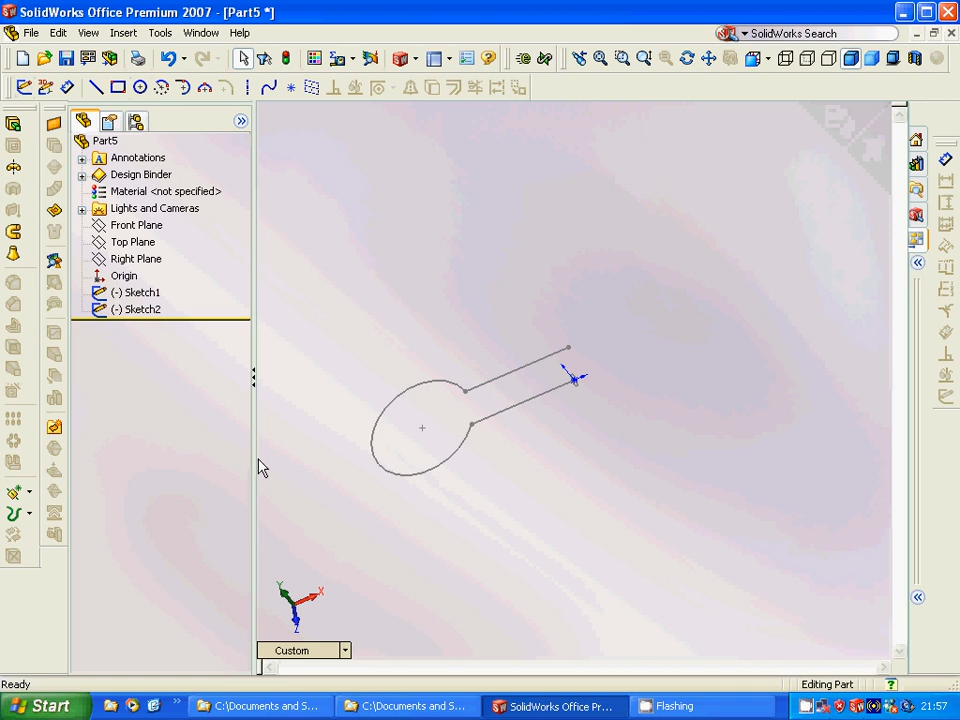 SolidWorks Office Premium 2007 - [Part5 *]
File Edit View Insert Tools Window Help
SolidWorks Search
Part5
Annotations
Design Binder
Material <not specified>
Lights and Cameras
Front Plane
Top Plane
Right Plane
Origin
(-) Sketch1
(-) Sketch2
Y
X
Z
Custom
Ready
Editing Part
Start
C:\Documents and S...
C:\Documents and S...
SolidWorks Office Pr...
Flashing
21:57